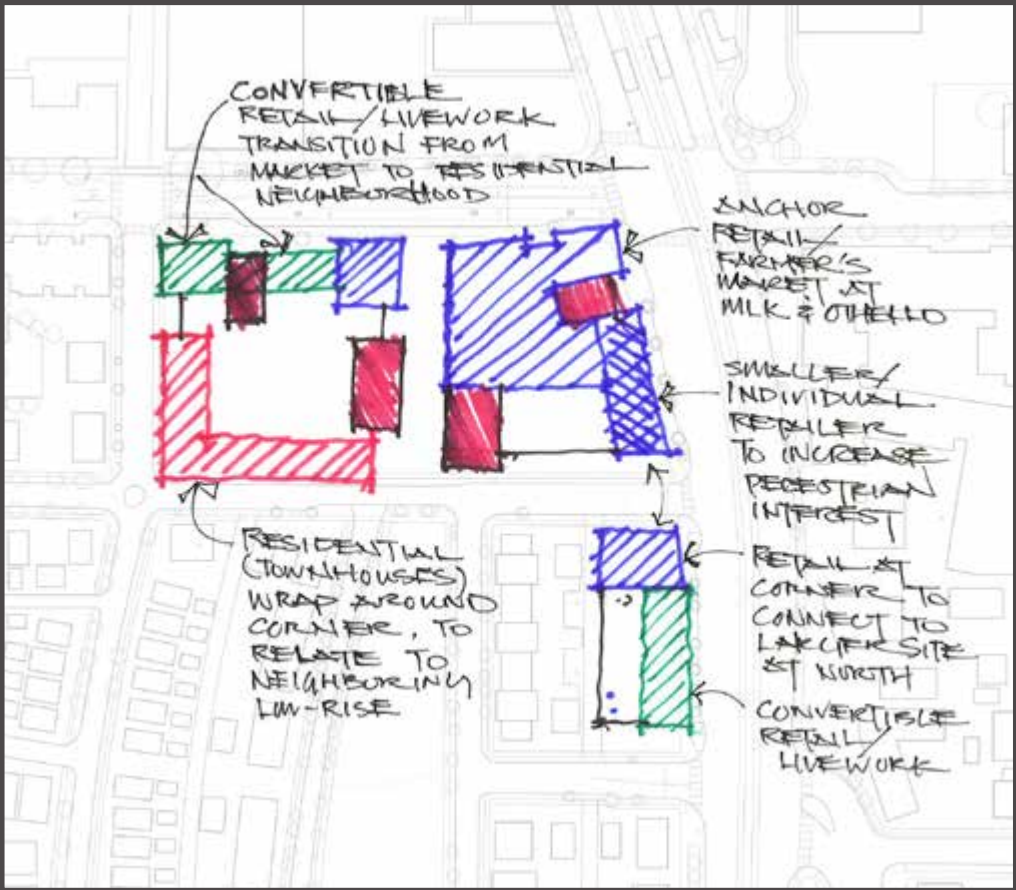 CONVERTIBLE
RETAIL/LIVEWORK
TRANSITION FROM
MARKET TO RESIDENTIAL
NEIGHBORHOOD
ANCHOR
RETAIL/
FARMER'S
MARKET AT
MLK & OTHELLO
SMALLER/
INDIVIDUAL
RETAILER
TO INCREASE
PEDESTRIAN
INTEREST
RESIDENTIAL
(TOWNHOUSES)
WRAP AROUND
CORNER, TO
RELATE TO
NEIGHBORING
LOW-RISE
RETAIL AT
CORNER TO
CONNECT TO
LARGER SITE
AT NORTH
CONVERTIBLE
RETAIL/
LIVEWORK